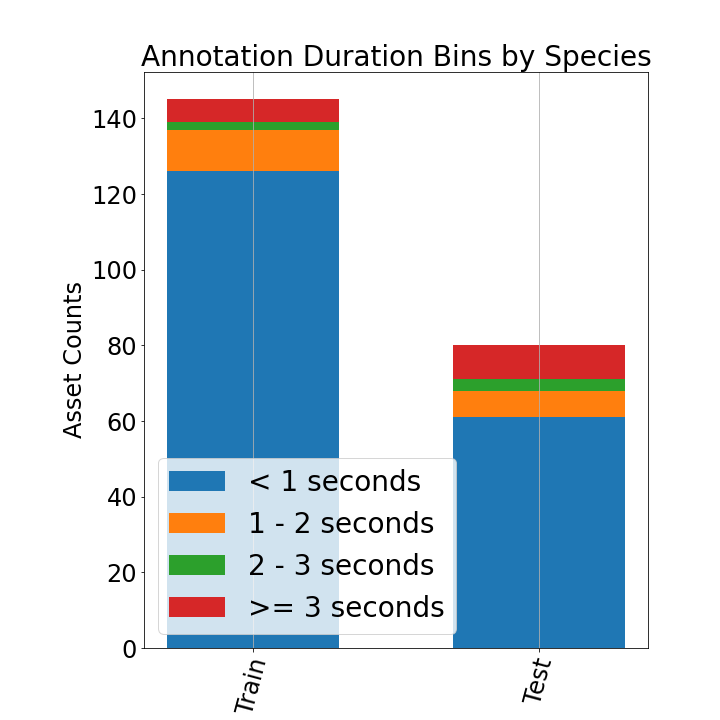 Annotation Duration Bins by Species
Asset Counts
140
120
100
80
60
40
20
0
< 1 seconds
1 - 2 seconds
2 - 3 seconds
>= 3 seconds
Train
Test